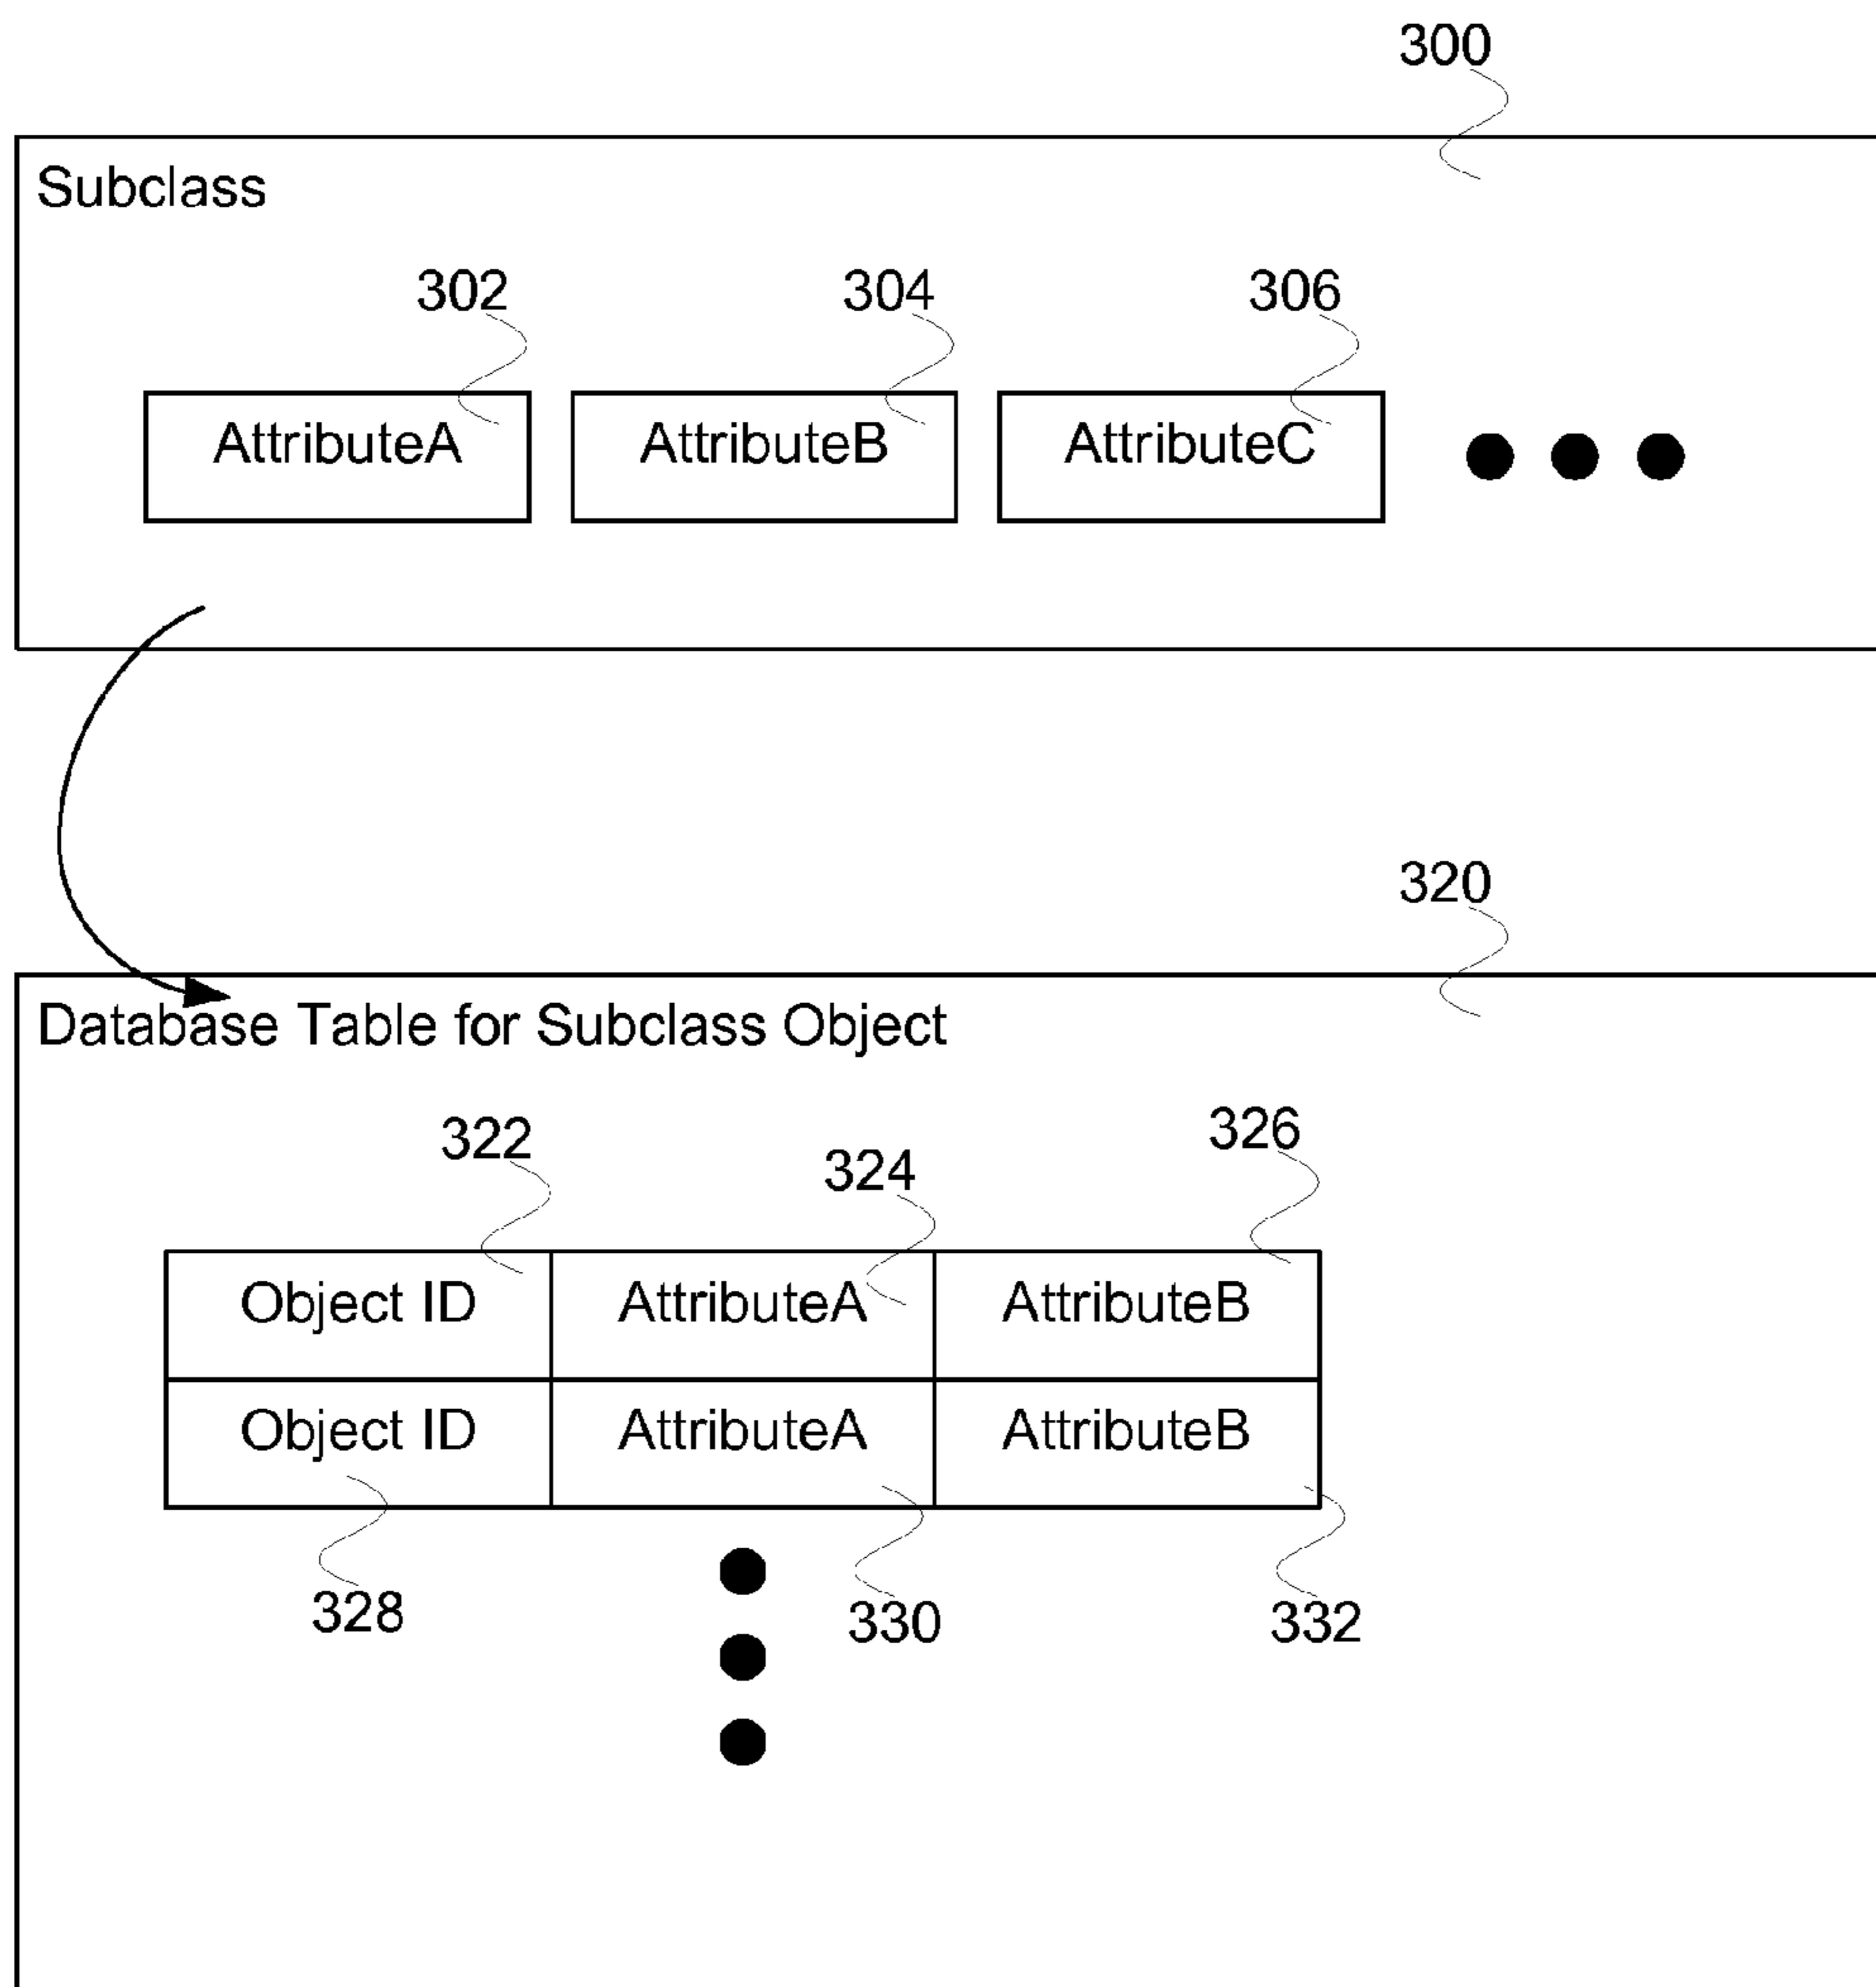 300
Subclass
302 304 306
AttributeA AttributeB AttributeC
320
Database Table for Subclass Object
322 324 326
Object ID AttributeA AttributeB
Object ID AttributeA AttributeB
328 330 332